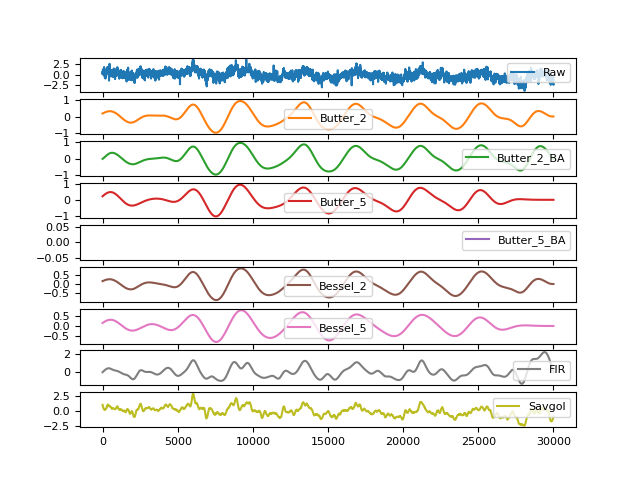 2.5
0.0
−2.5
Raw
1
0
−1
Butter_2
1
0
−1
Butter_2_BA
1
0
−1
Butter_5
0.05
0.00
−0.05
Butter_5_BA
0.5
0.0
−0.5
Bessel_2
0.5
0.0
−0.5
Bessel_5
2
0
FIR
2.5
0.0
−2.5
Savgol
0 5000 10000 15000 20000 25000 30000